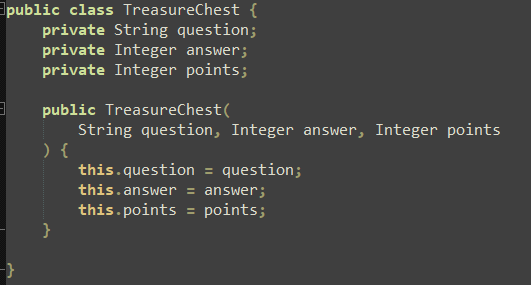 public class TreasureChest {
    private String question;
    private Integer answer;
    private Integer points;

    public TreasureChest(
        String question, Integer answer, Integer points
    ) {
        this.question = question;
        this.answer = answer;
        this.points = points;
    }

}